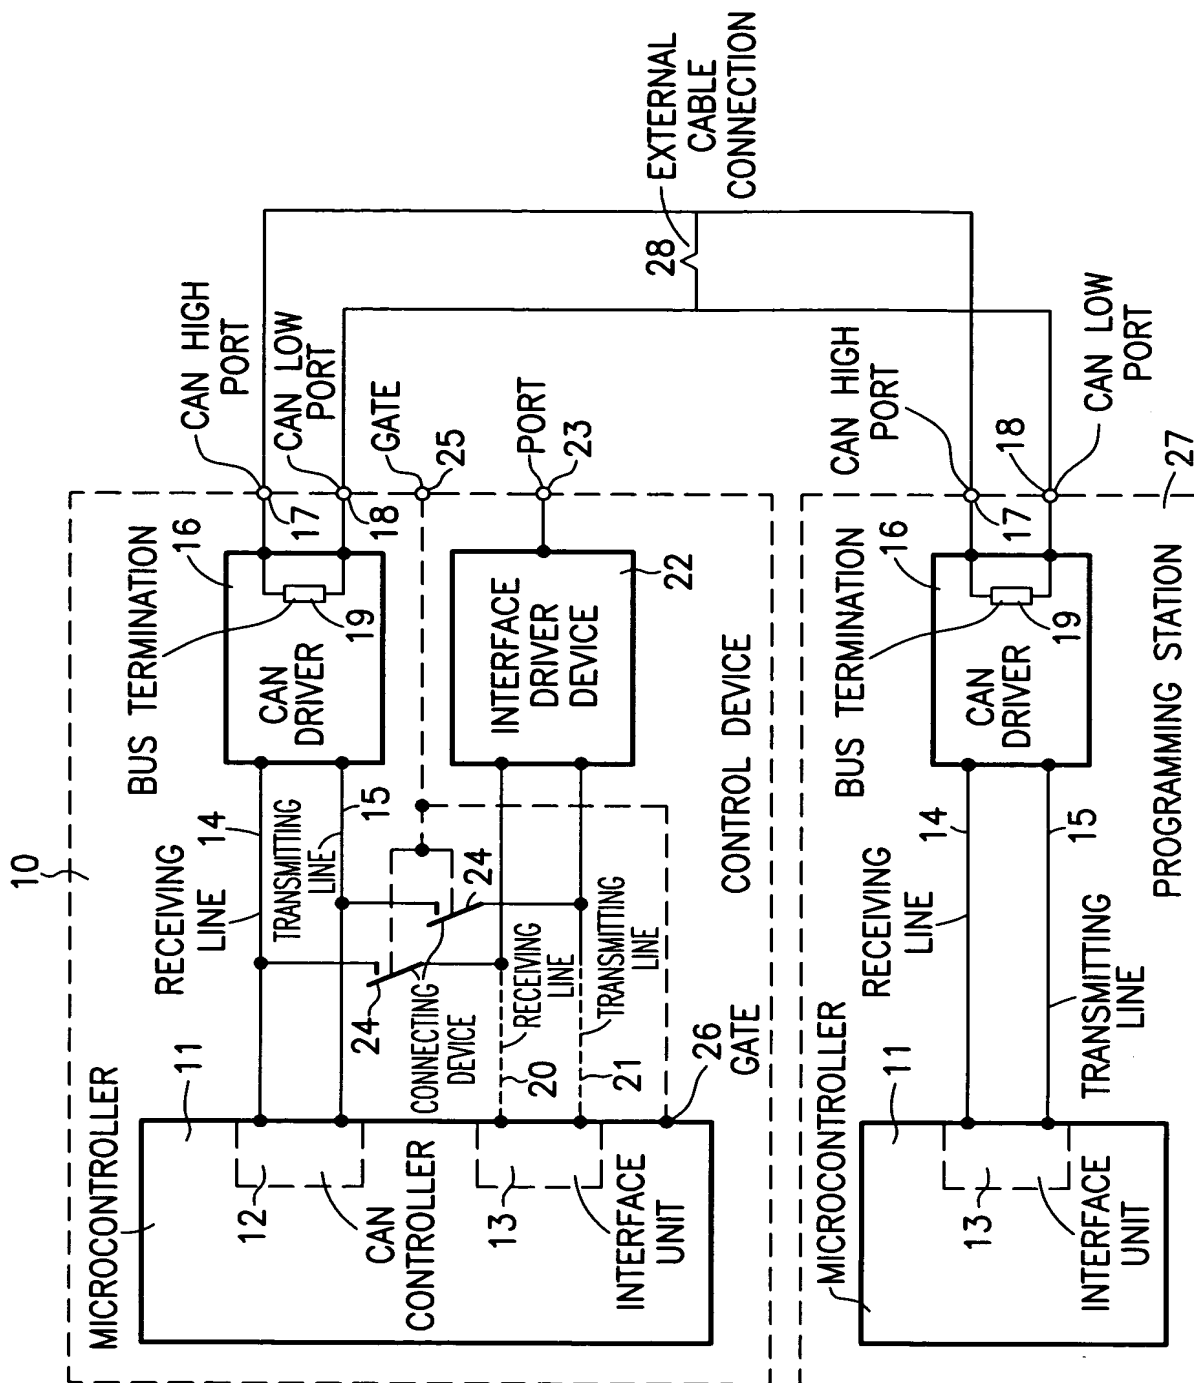 10
MICROCONTROLLER
11
12
CAN
CONTROLLER
13
INTERFACE
UNIT
RECEIVING
LINE
14
TRANSMITTING
LINE
15
24
24
CONNECTING
DEVICE
RECEIVING
LINE
20
TRANSMITTING
LINE
21
26
GATE
BUS TERMINATION
16
CAN
DRIVER
19
17
18
CAN HIGH
PORT
CAN LOW
PORT
GATE
25
INTERFACE
DRIVER
DEVICE
22
PORT
23
CONTROL DEVICE
28
EXTERNAL
CABLE
CONNECTION
MICROCONTROLLER
11
13
INTERFACE
UNIT
RECEIVING
LINE
14
TRANSMITTING
LINE
15
BUS TERMINATION
16
CAN
DRIVER
19
17
18
CAN HIGH
PORT
CAN LOW
PORT
PROGRAMMING STATION
27